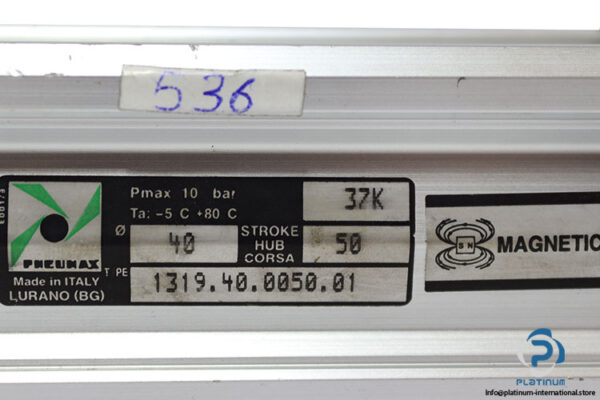 536
Pmax 10 bar
37K
Ta: -5 C +80 C
Ø 40 STROKE HUB CORSA 50
PNEUMAX
Made in ITALY
LURANO (BG)
TYPE 1319.40.0050.01
S N
MAGNETIC
PLATINUM
info@platinum-international.store